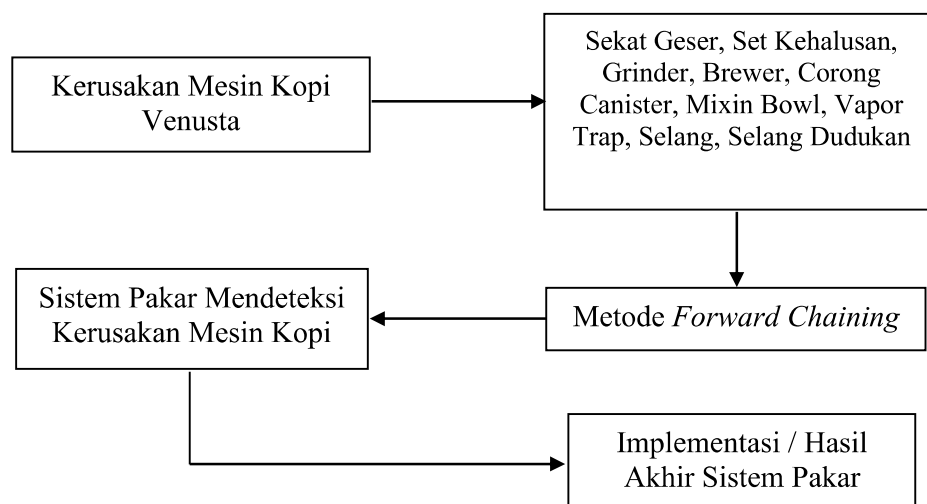 Kerusakan Mesin Kopi
Venusta
Sekat Geser, Set Kehalusan,
Grinder, Brewer, Corong
Canister, Mixin Bowl, Vapor
Trap, Selang, Selang Dudukan
Metode Forward Chaining
Sistem Pakar Mendeteksi
Kerusakan Mesin Kopi
Implementasi / Hasil
Akhir Sistem Pakar